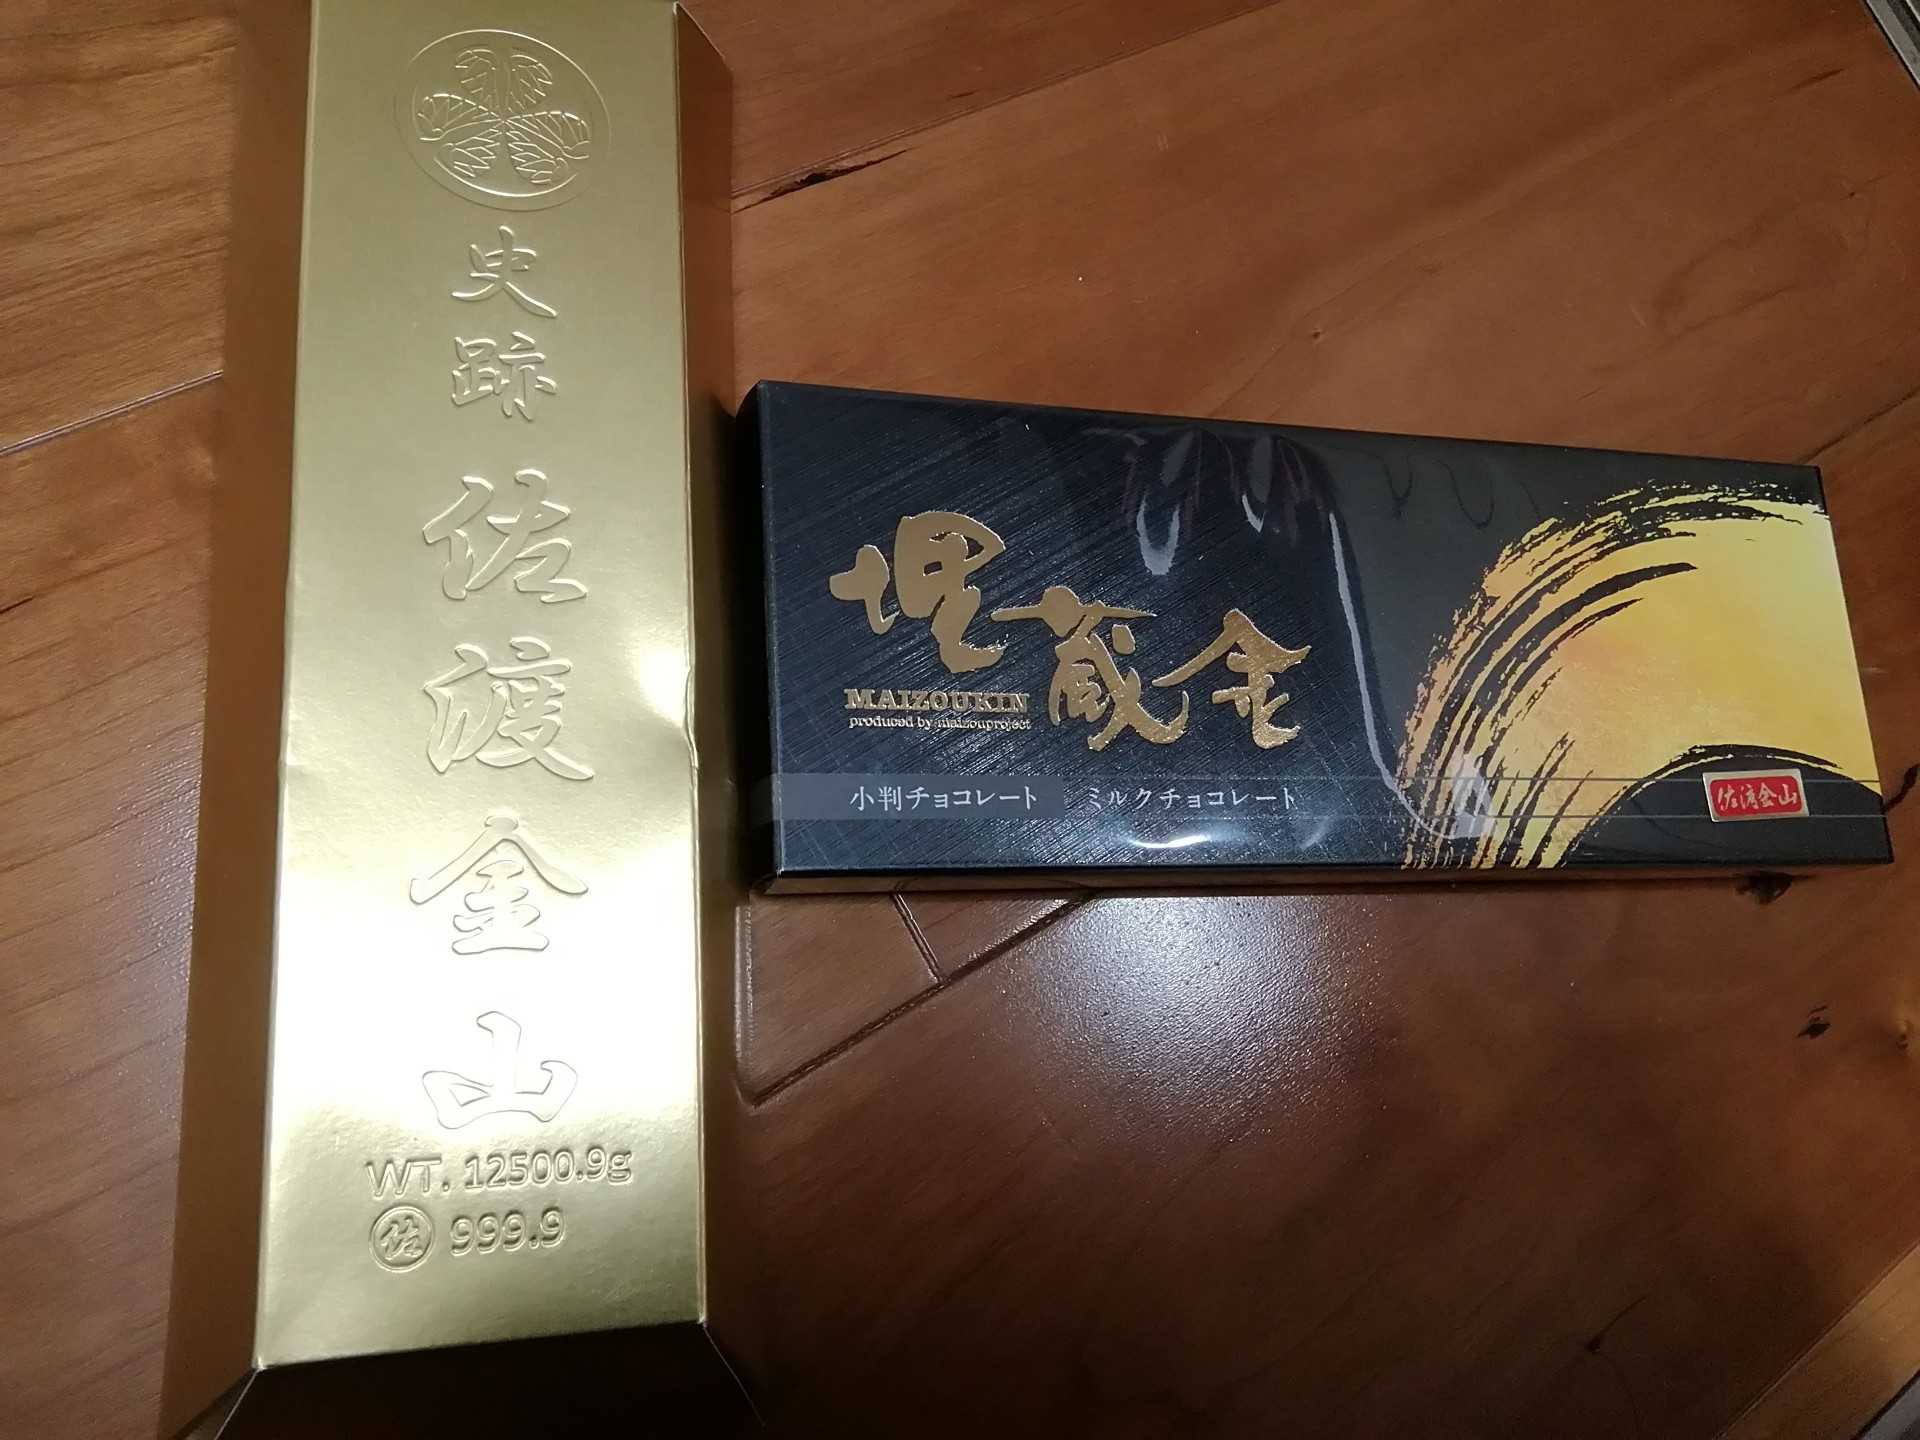 史跡佐渡金山
WT. 12500.9g
佐 999.9
埋蔵金
MAIZOUKIN
produced by maizouproject
小判チョコレート ミルクチョコレート
佐渡金山